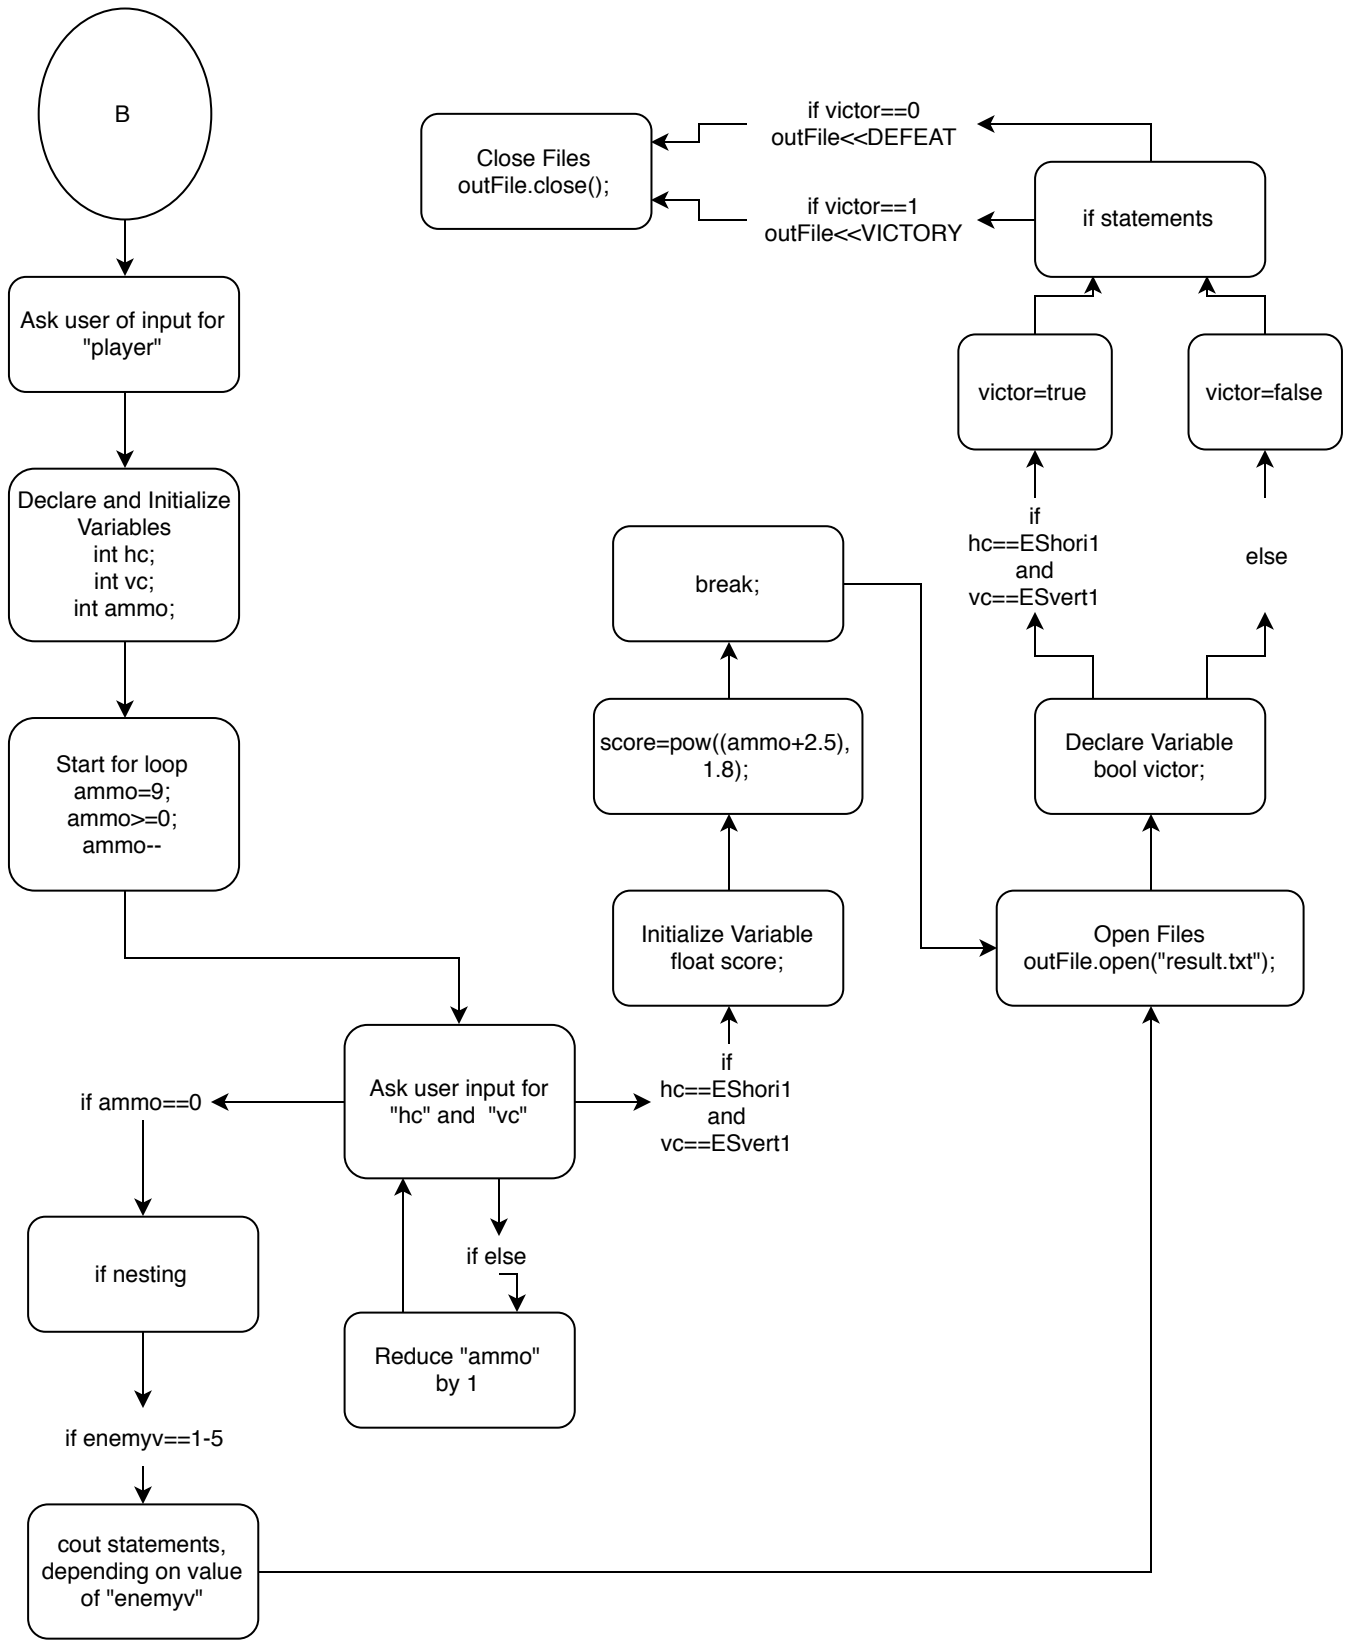 B
Ask user of input for
"player"
Declare and Initialize
Variables
int hc;
int vc;
int ammo;
Start for loop
ammo=9;
ammo>=0;
ammo--
Ask user input for
"hc" and  "vc"
if ammo==0
if nesting
if enemyv==1-5
cout statements,
depending on value
of "enemyv"
if else
Reduce "ammo"
by 1
if
hc==EShori1
and
vc==ESvert1
Initialize Variable
float score;
score=pow((ammo+2.5),
1.8);
break;
Open Files
outFile.open("result.txt");
Declare Variable
bool victor;
if
hc==EShori1
and
vc==ESvert1
else
victor=true
victor=false
if statements
if victor==0
outFile<<DEFEAT
if victor==1
outFile<<VICTORY
Close Files
outFile.close();